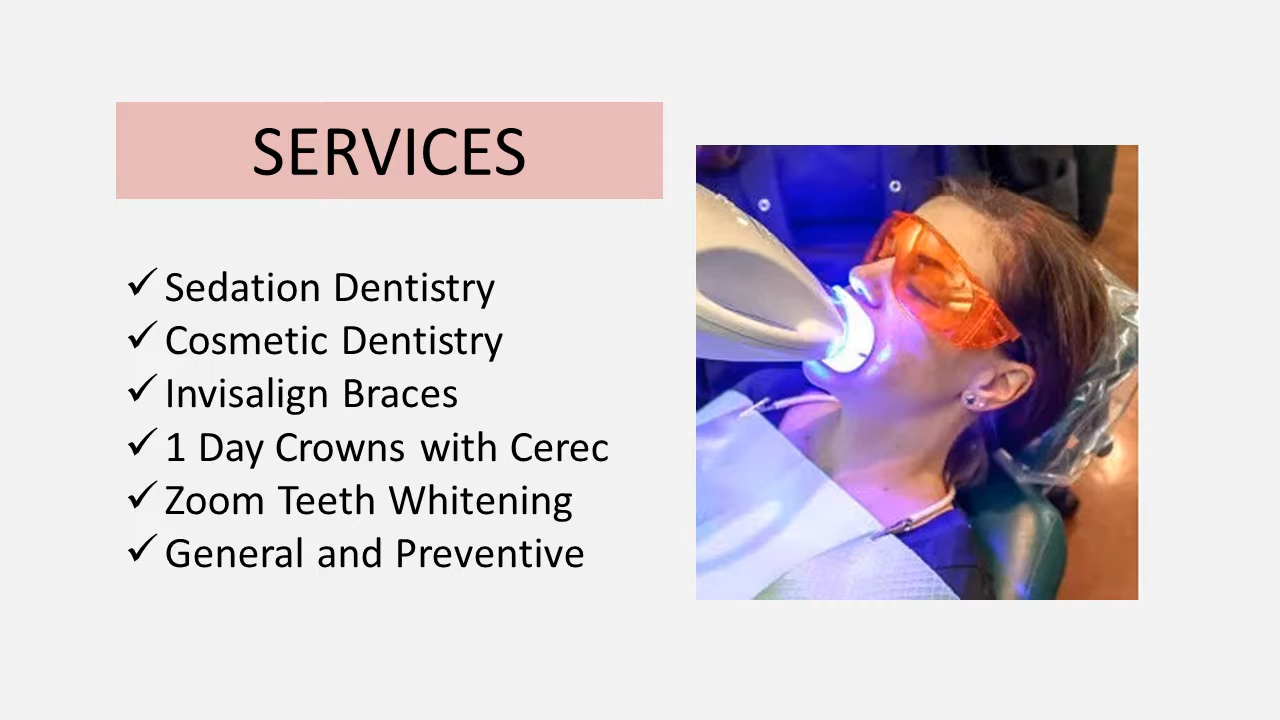 SERVICES
✓ Sedation Dentistry
✓ Cosmetic Dentistry
✓ Invisalign Braces
✓ 1 Day Crowns with Cerec
✓ Zoom Teeth Whitening
✓ General and Preventive